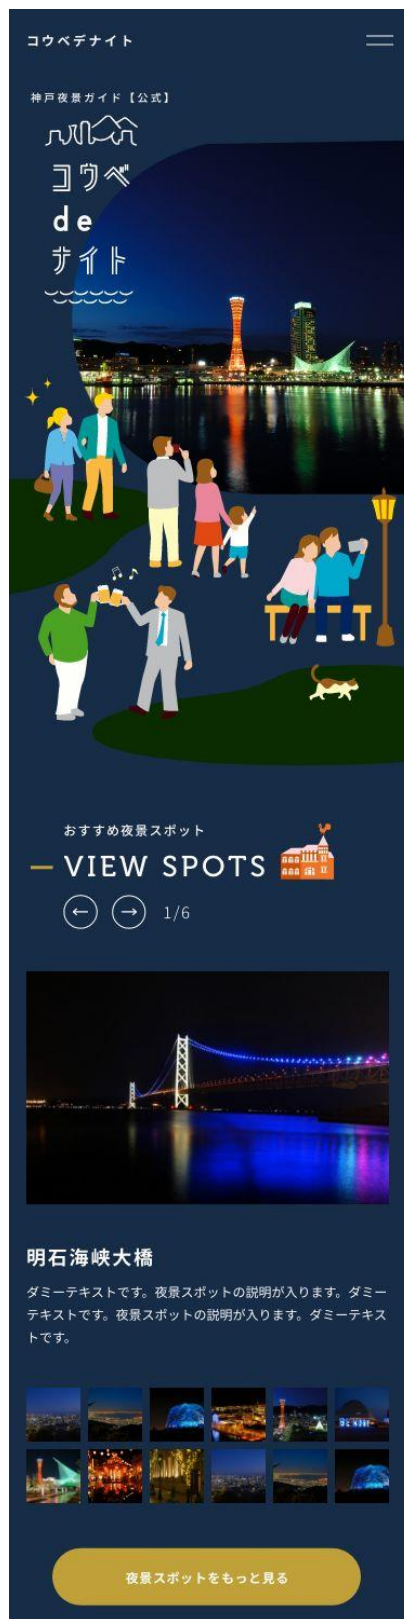 コウベデナイト
神戸夜景ガイド【公式】
コウベ
de
ナイト
おすすめ夜景スポット
VIEW SPOTS
1/6
明石海峡大橋
ダミーテキストです。夜景スポットの説明が入ります。ダミー
テキストです。夜景スポットの説明が入ります。ダミーテキス
トです。
夜景スポットをもっと見る